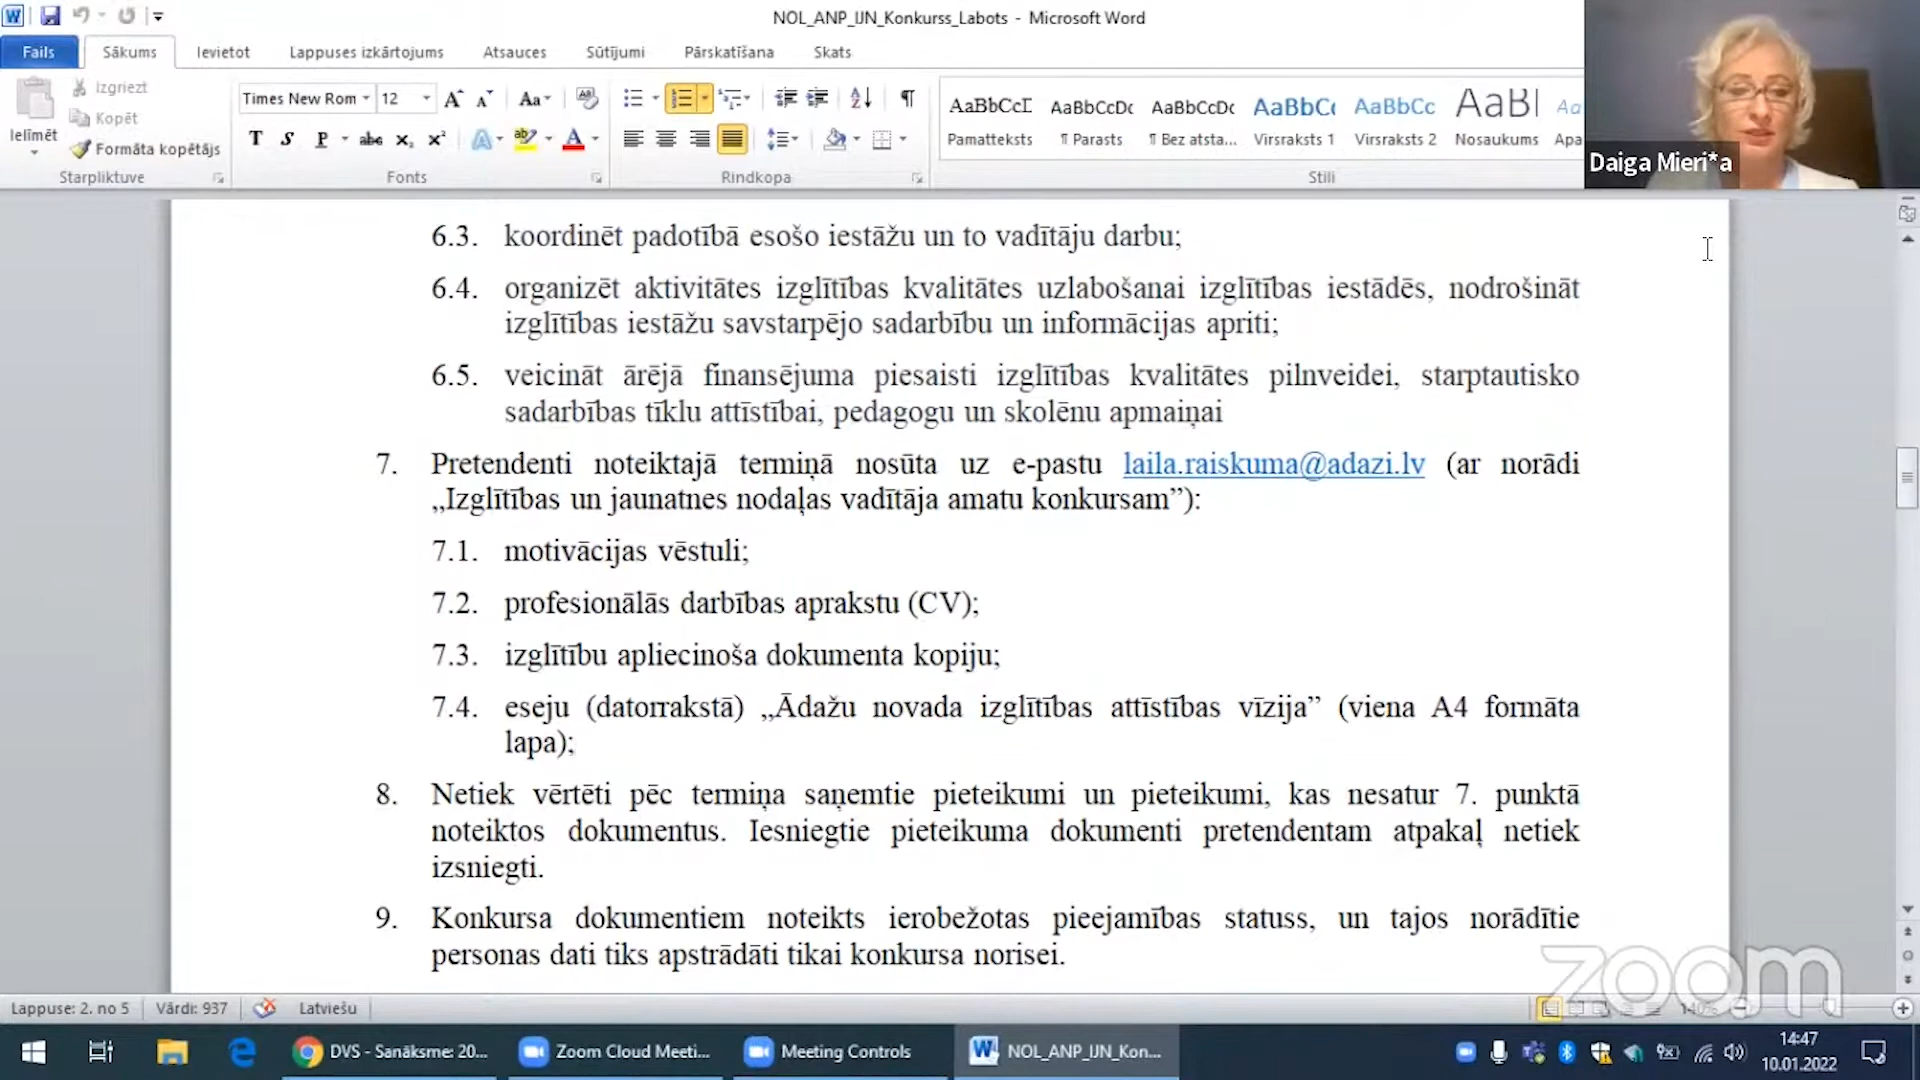 NOL_ANP_IJN_Konkurss_Labots - Microsoft Word
Fails Sākums Ievietot Lappuses izkārtojums Atsauces Sūtījumi Pārskatīšana Skats
Ielīmēt
Izgriezt
Kopēt
Formāta kopētājs
Times New Rom 12
AaBbCcD AaBbCcDc AaBbCcDc AaBbCc AaBbCc AaBl
Pamatteksts ¶ Parasts ¶ Bez atsta... Virsraksts 1 Virsraksts 2 Nosaukums Apa
Starpliktuve Fonts Rindkopa Stili
Daiga Mieri*a
6.3. koordinēt padotībā esošo iestāžu un to vadītāju darbu;
6.4. organizēt aktivitātes izglītības kvalitātes uzlabošanai izglītības iestādēs, nodrošināt
izglītības iestāžu savstarpējo sadarbību un informācijas apriti;
6.5. veicināt ārējā finansējuma piesaisti izglītības kvalitātes pilnveidei, starptautisko
sadarbības tīklu attīstībai, pedagogu un skolēnu apmaiņai
7. Pretendenti noteiktajā termiņā nosūta uz e-pastu laila.raiskuma@adazi.lv (ar norādi
„Izglītības un jaunatnes nodaļas vadītāja amatu konkursam”):
7.1. motivācijas vēstuli;
7.2. profesionālās darbības aprakstu (CV);
7.3. izglītību apliecinoša dokumenta kopiju;
7.4. eseju (datorrakstā) „Ādažu novada izglītības attīstības vīzija” (viena A4 formāta
lapa);
8. Netiek vērtēti pēc termiņa saņemtie pieteikumi un pieteikumi, kas nesatur 7. punktā
noteiktos dokumentus. Iesniegtie pieteikuma dokumenti pretendentam atpakaļ netiek
izsniegti.
9. Konkursa dokumentiem noteikts ierobežotas pieejamības statuss, un tajos norādītie
personas dati tiks apstrādāti tikai konkursa norisei.
zoom
Lappuse: 2. no 5 Vārdi: 937 Latviešu 140%
DVS - Sanāksme: 20... Zoom Cloud Meeti... Meeting Controls NOL_ANP_IJN_Kon...
14:47
10.01.2022